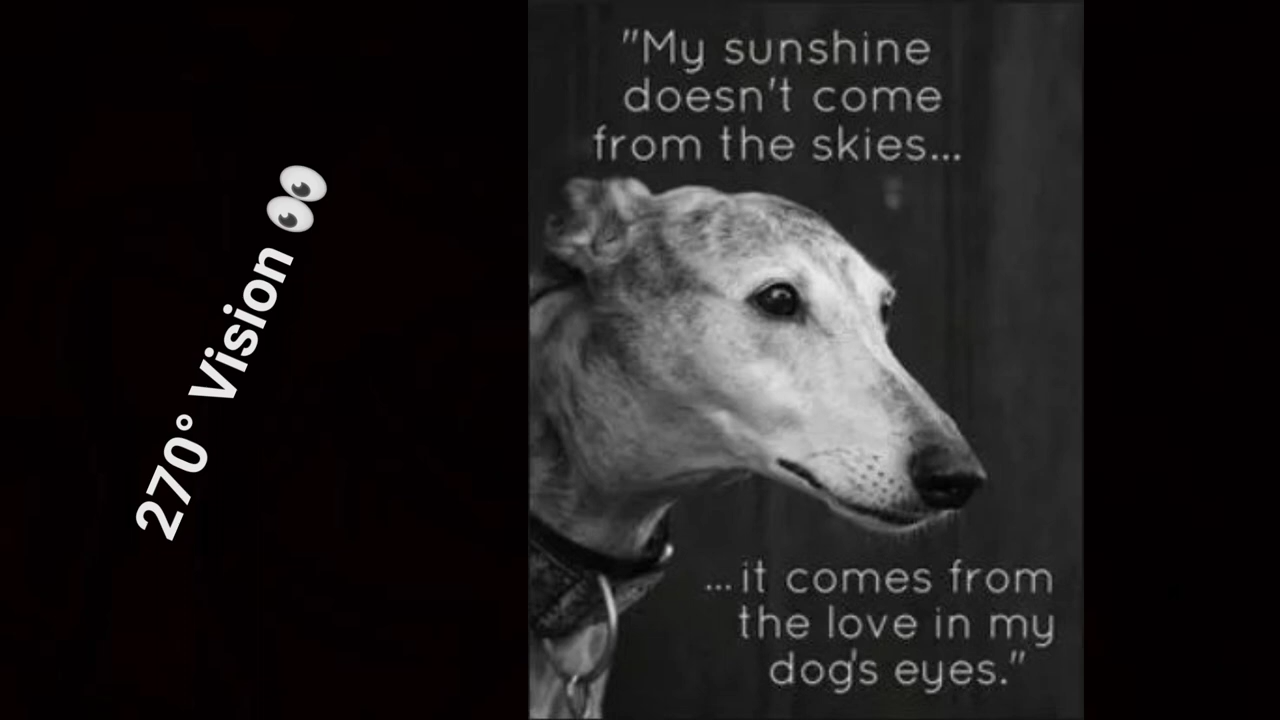 270° Vision 👀
"My sunshine
doesn't come
from the skies...
...it comes from
the love in my
dog's eyes."